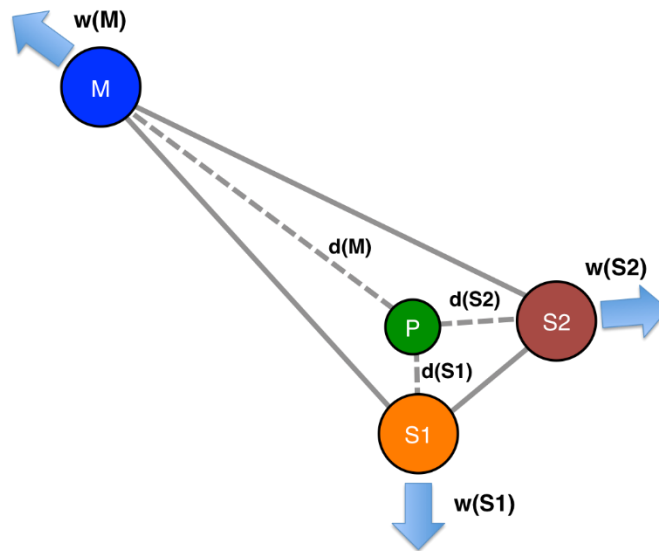 w(M)
M
d(M)
w(S2)
d(S2)
P
S2
d(S1)
S1
w(S1)